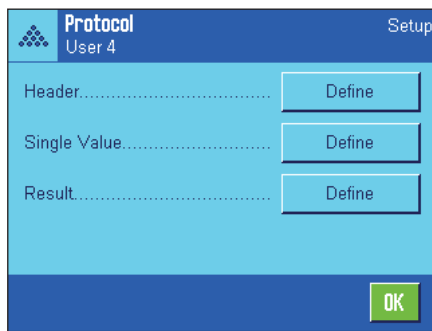 Protocol Setup
User 4
Header.................................. Define
Single Value.......................... Define
Result................................... Define
OK